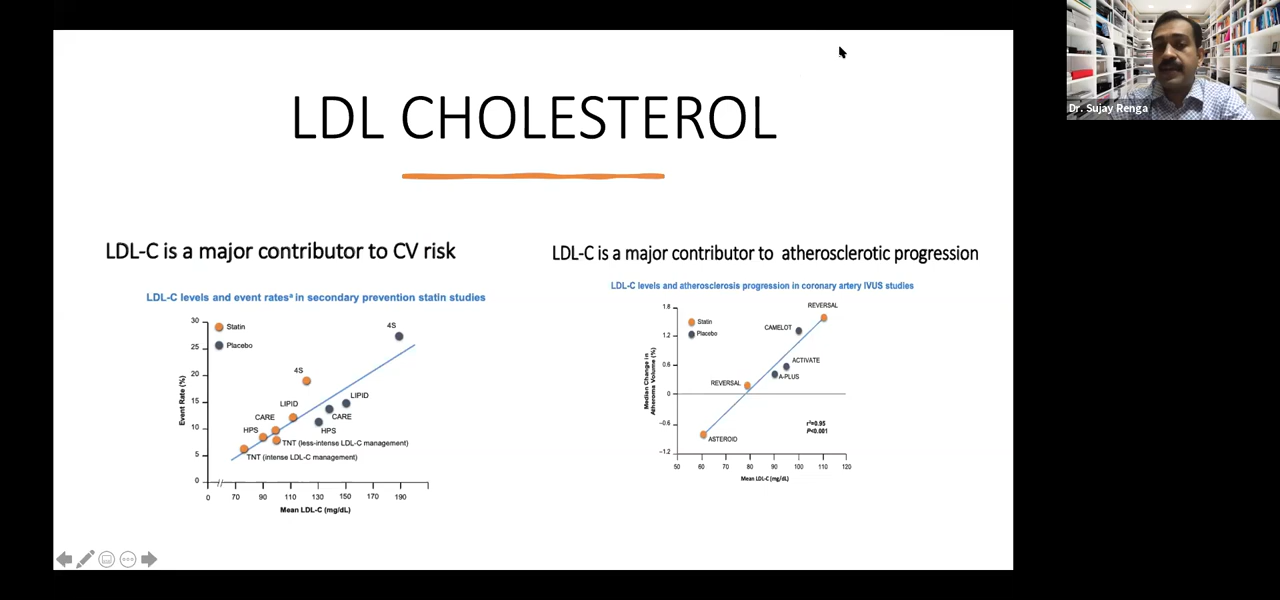 LDL CHOLESTEROL
Dr. Sujay Renga
LDL-C is a major contributor to CV risk
LDL-C levels and event ratesᵃ in secondary prevention statin studies
30
25
20
15
10
5
0
Event Rate (%)
Statin
Placebo
4S
4S
LIPID
LIPID
CARE
CARE
HPS
HPS
TNT (less-intense LDL-C management)
TNT (intense LDL-C management)
0 70 90 110 130 150 170 190
Mean LDL-C (mg/dL)
LDL-C is a major contributor to atherosclerotic progression
LDL-C levels and atherosclerosis progression in coronary artery IVUS studies
1.8
1.2
0.6
0
−0.6
−1.2
Median Change in
Atheroma Volume (%)
Statin
Placebo
REVERSAL
CAMELOT
ACTIVATE
A-PLUS
REVERSAL
ASTEROID
r²=0.95
P<0.001
50 60 70 80 90 100 110 120
Mean LDL-C (mg/dL)